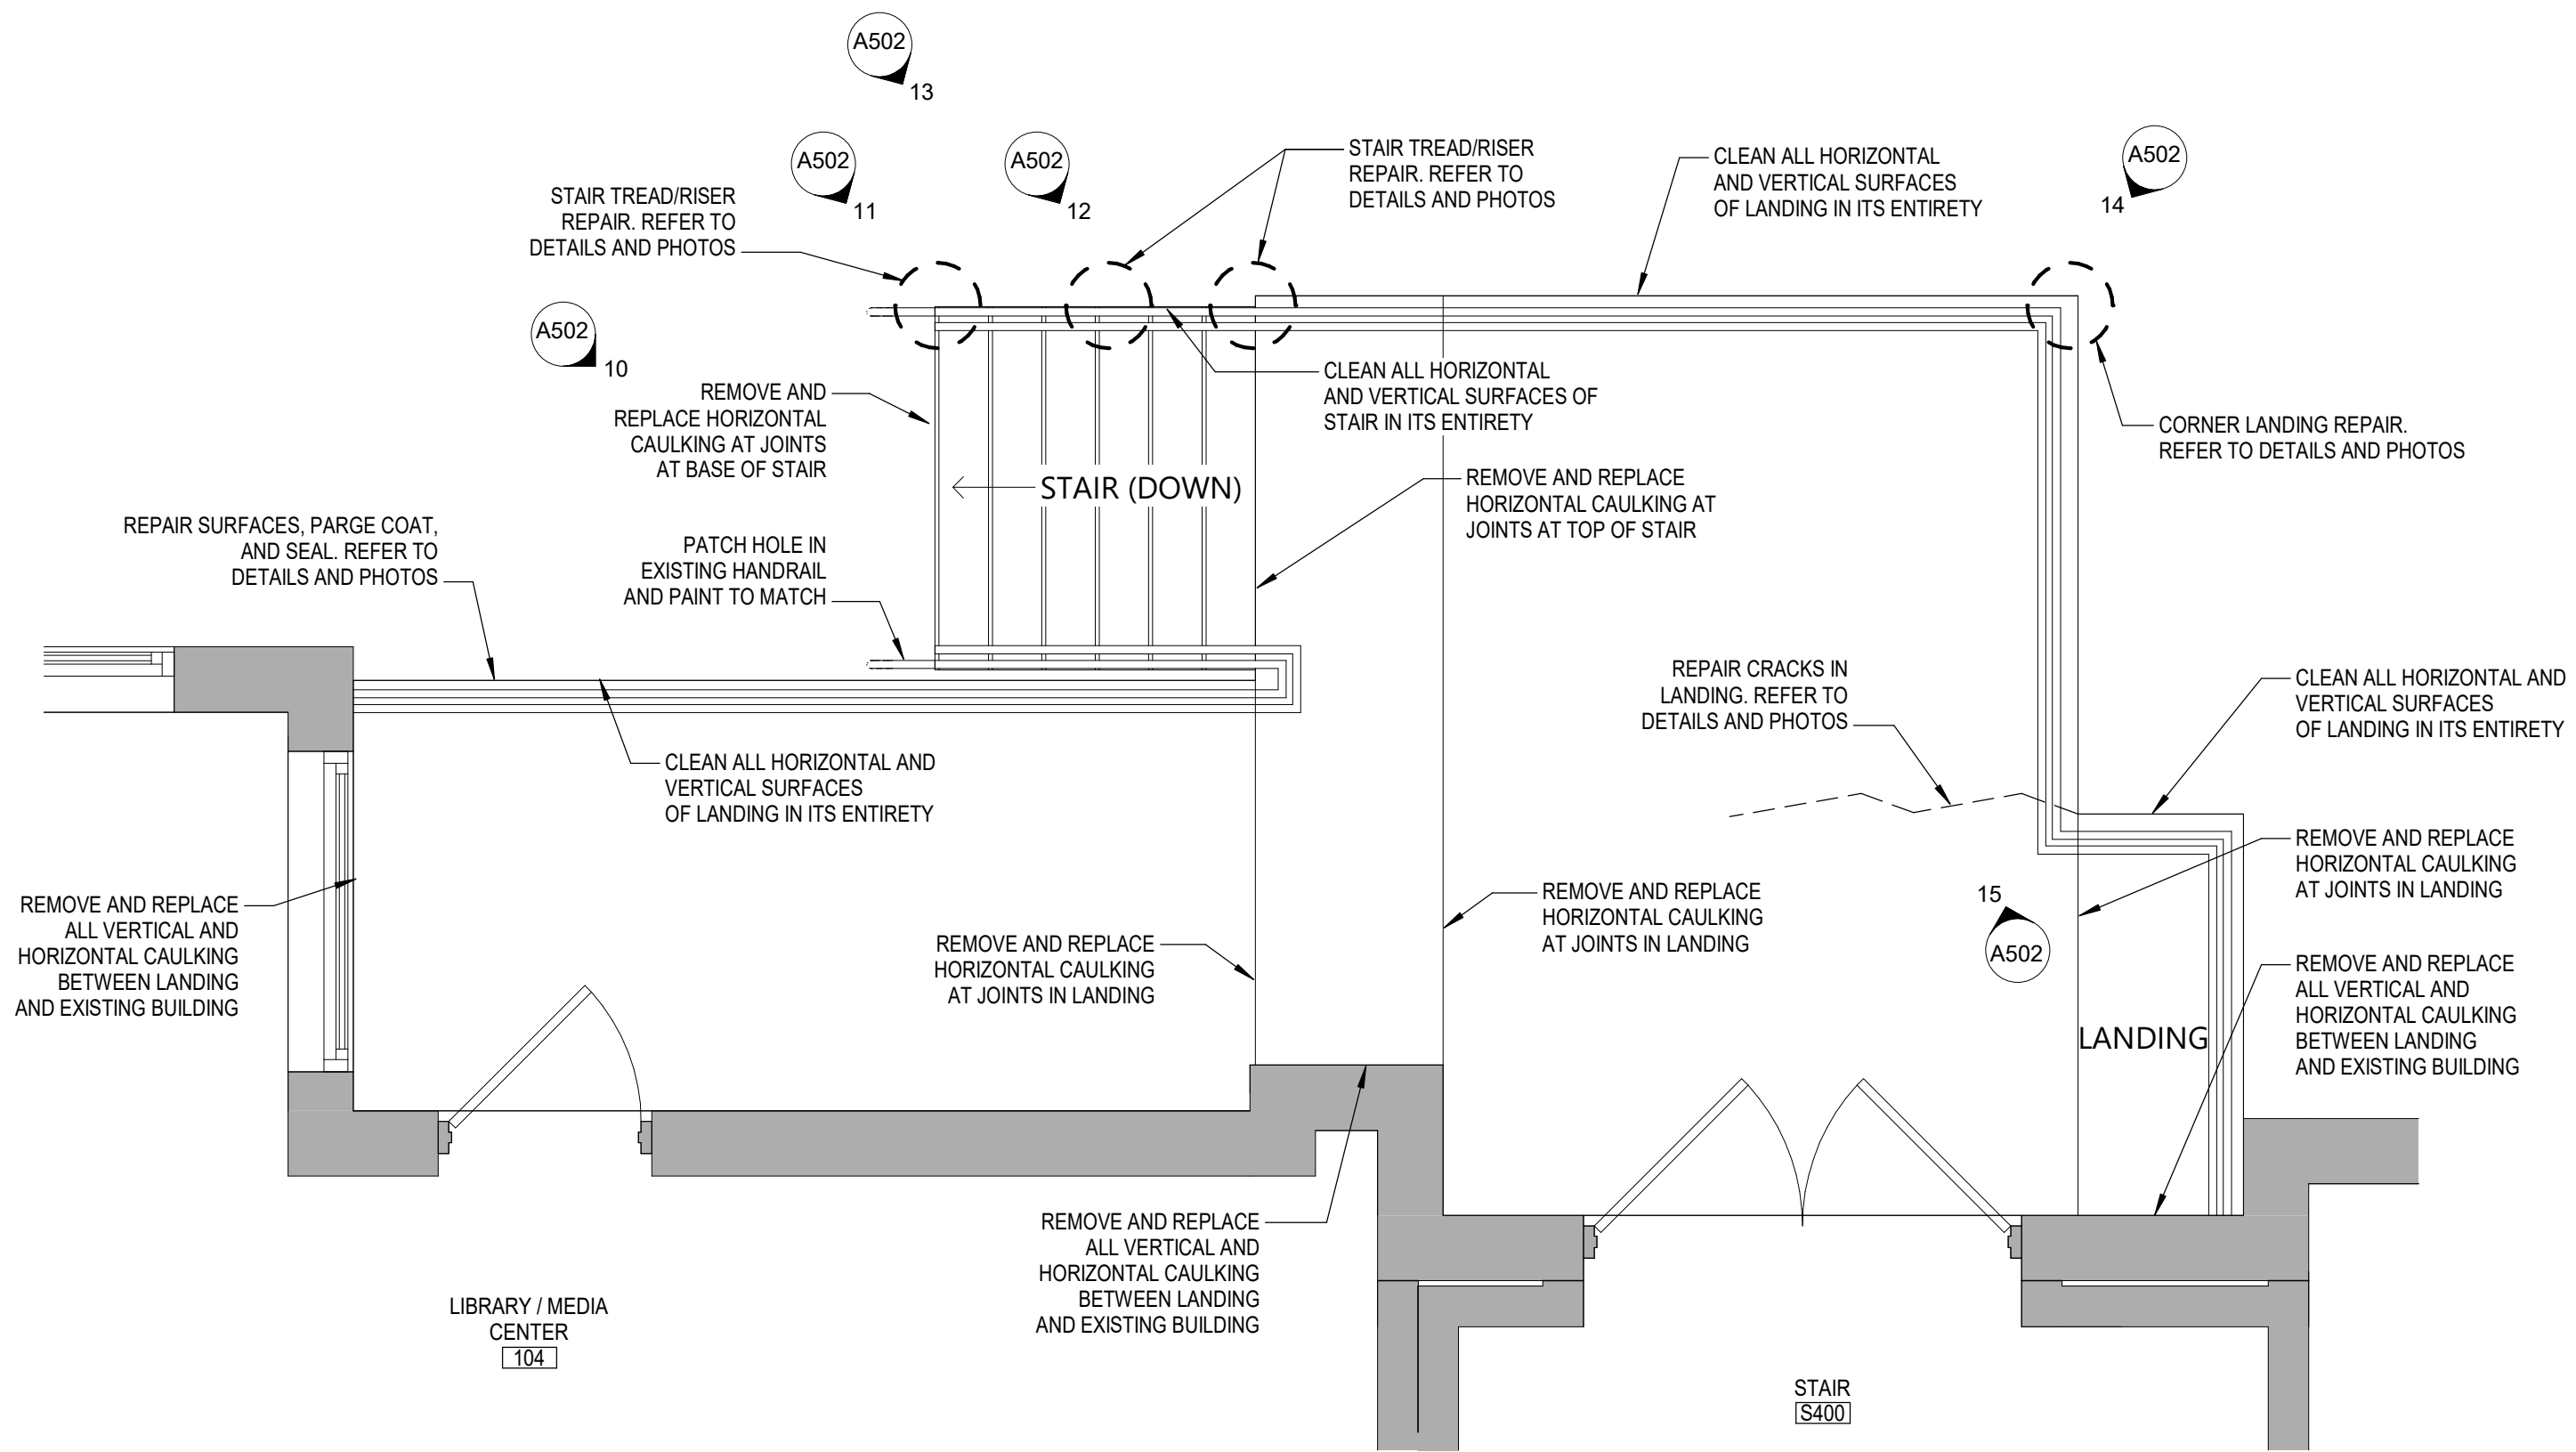 A502
13
A502
11
A502
12
STAIR TREAD/RISER
REPAIR. REFER TO
DETAILS AND PHOTOS
CLEAN ALL HORIZONTAL
AND VERTICAL SURFACES
OF LANDING IN ITS ENTIRETY
A502
14
STAIR TREAD/RISER
REPAIR. REFER TO
DETAILS AND PHOTOS
A502
10
REMOVE AND
REPLACE HORIZONTAL
CAULKING AT JOINTS
AT BASE OF STAIR
CLEAN ALL HORIZONTAL
AND VERTICAL SURFACES OF
STAIR IN ITS ENTIRETY
CORNER LANDING REPAIR.
REFER TO DETAILS AND PHOTOS
STAIR (DOWN)
REMOVE AND REPLACE
HORIZONTAL CAULKING AT
JOINTS AT TOP OF STAIR
REPAIR SURFACES, PARGE COAT,
AND SEAL. REFER TO
DETAILS AND PHOTOS
PATCH HOLE IN
EXISTING HANDRAIL
AND PAINT TO MATCH
REPAIR CRACKS IN
LANDING. REFER TO
DETAILS AND PHOTOS
CLEAN ALL HORIZONTAL AND
VERTICAL SURFACES
OF LANDING IN ITS ENTIRETY
CLEAN ALL HORIZONTAL AND
VERTICAL SURFACES
OF LANDING IN ITS ENTIRETY
REMOVE AND REPLACE
HORIZONTAL CAULKING
AT JOINTS IN LANDING
REMOVE AND REPLACE
ALL VERTICAL AND
HORIZONTAL CAULKING
BETWEEN LANDING
AND EXISTING BUILDING
REMOVE AND REPLACE
HORIZONTAL CAULKING
AT JOINTS IN LANDING
REMOVE AND REPLACE
HORIZONTAL CAULKING
AT JOINTS IN LANDING
15
A502
REMOVE AND REPLACE
ALL VERTICAL AND
HORIZONTAL CAULKING
BETWEEN LANDING
AND EXISTING BUILDING
LANDING
REMOVE AND REPLACE
ALL VERTICAL AND
HORIZONTAL CAULKING
BETWEEN LANDING
AND EXISTING BUILDING
LIBRARY / MEDIA
CENTER
104
STAIR
S400